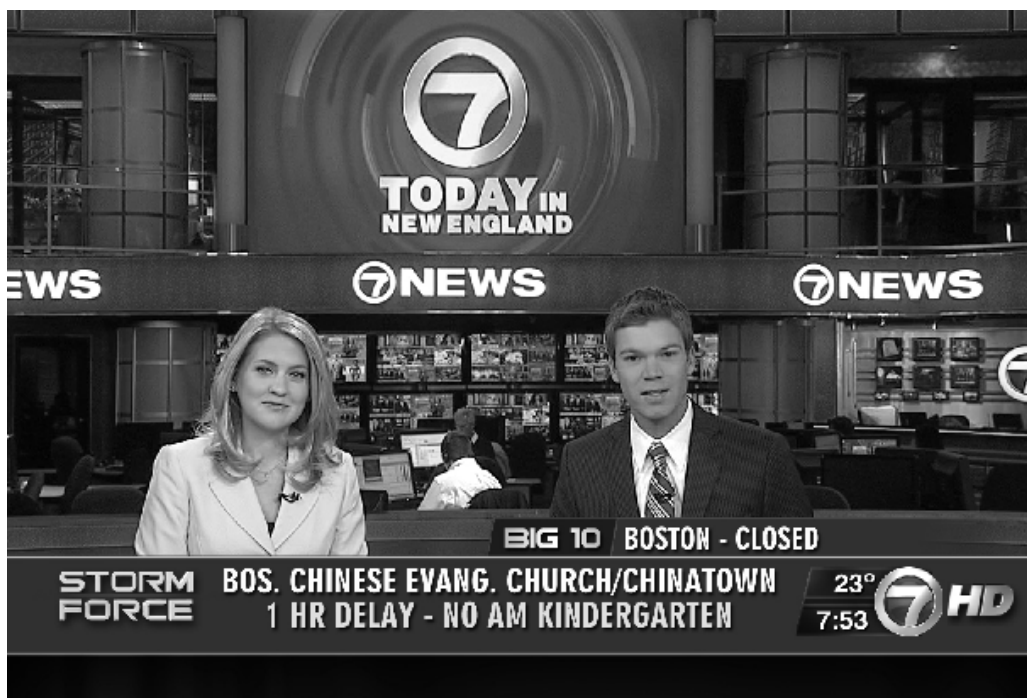 7
TODAY IN
NEW ENGLAND
EWS
7NEWS
7NEWS
7
BIG 10 BOSTON - CLOSED
STORM
FORCE
BOS. CHINESE EVANG. CHURCH/CHINATOWN
1 HR DELAY - NO AM KINDERGARTEN
23°
7:53
7 HD